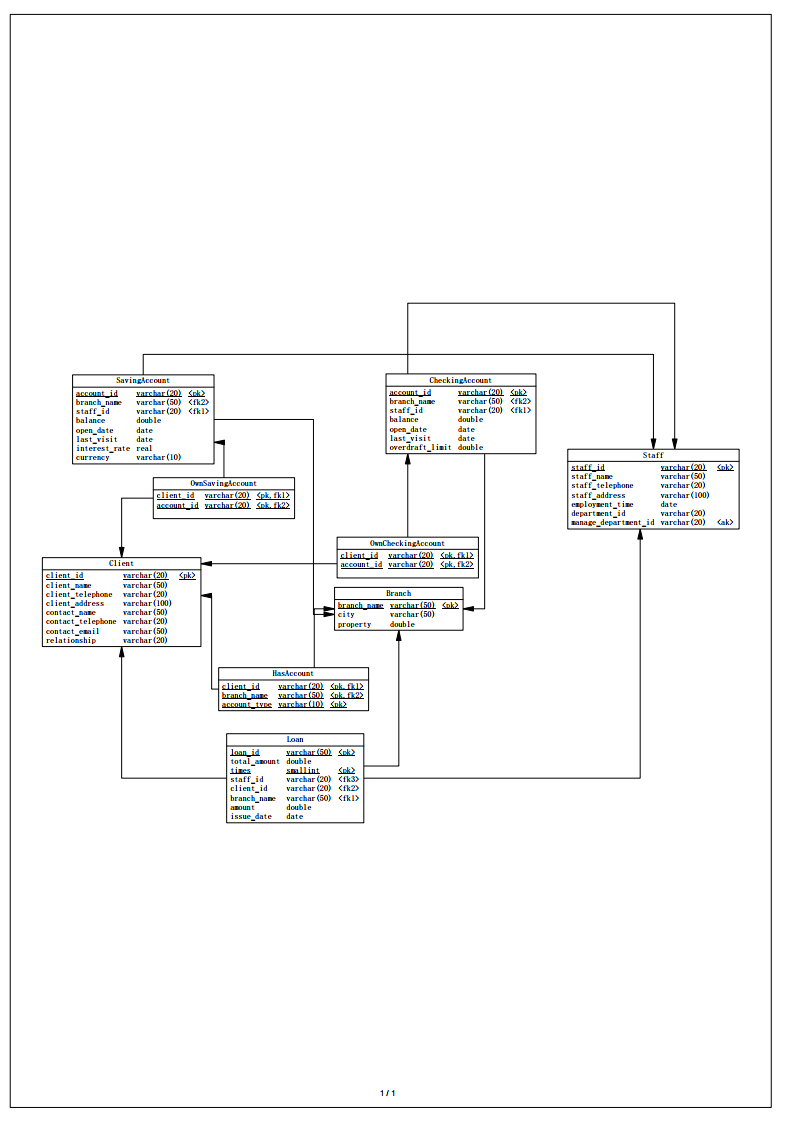 SavingAccount
account_id varchar(20) <pk>
branch_name varchar(50) <fk2>
staff_id varchar(20) <fk1>
balance double
open_date date
last_visit date
interest_rate real
currency varchar(10)
CheckingAccount
account_id varchar(20) <pk>
branch_name varchar(50) <fk2>
staff_id varchar(20) <fk1>
balance double
open_date date
last_visit date
overdraft_limit double
Staff
staff_id varchar(20) <pk>
staff_name varchar(50)
staff_telephone varchar(20)
staff_address varchar(100)
employment_time date
department_id varchar(20)
manage_department_id varchar(20) <ak>
OwnSavingAccount
client_id varchar(20) <pk,fk1>
account_id varchar(20) <pk,fk2>
OwnCheckingAccount
client_id varchar(20) <pk,fk1>
account_id varchar(20) <pk,fk2>
Client
client_id varchar(20) <pk>
client_name varchar(50)
client_telephone varchar(20)
client_address varchar(100)
contact_name varchar(50)
contact_telephone varchar(20)
contact_email varchar(50)
relationship varchar(20)
Branch
branch_name varchar(50) <pk>
city varchar(50)
property double
HasAccount
client_id varchar(20) <pk,fk1>
branch_name varchar(50) <pk,fk2>
account_type varchar(10) <pk>
Loan
loan_id varchar(50) <pk>
total_amount double
times smallint <pk>
staff_id varchar(20) <fk3>
client_id varchar(20) <fk2>
branch_name varchar(50) <fk1>
amount double
issue_date date
1 / 1